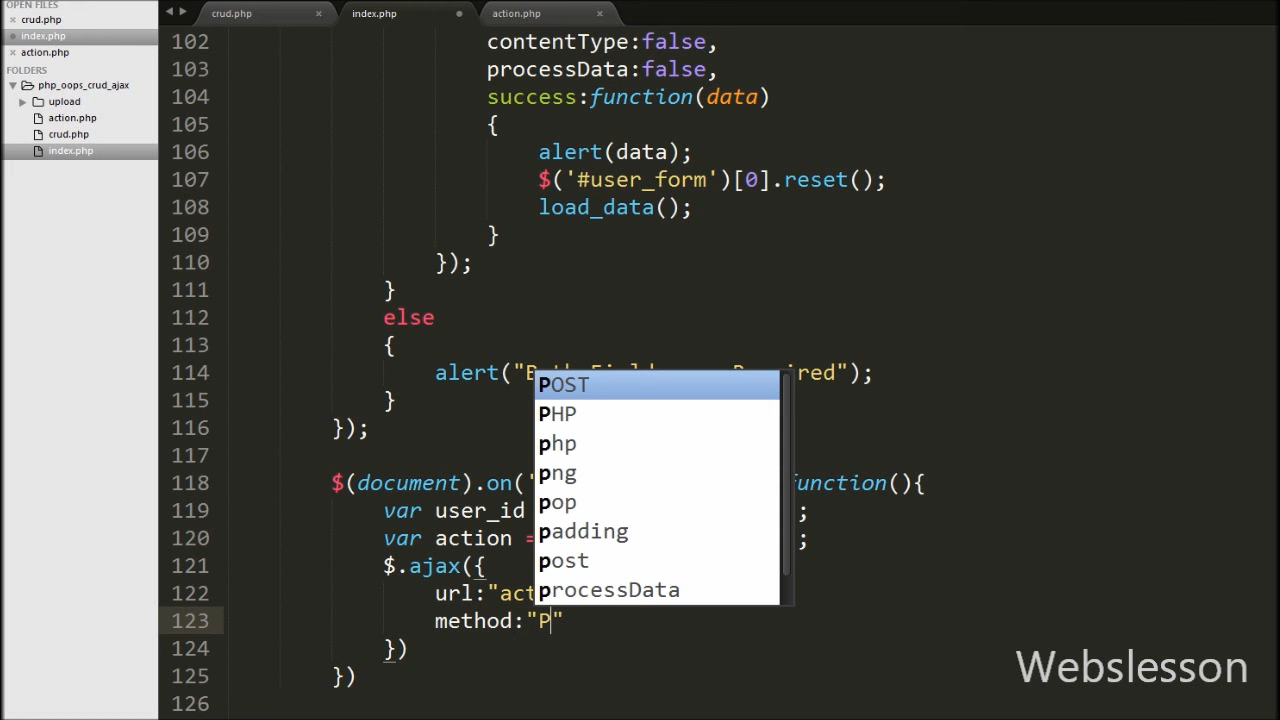 OPEN FILES
crud.php
index.php
action.php
FOLDERS
php_oops_crud_ajax
upload
action.php
crud.php
index.php
crud.php × index.php action.php ×
102 contentType:false,
103 processData:false,
104 success:function(data)
105 {
106 alert(data);
107 $('#user_form')[0].reset();
108 load_data();
109 }
110 });
111 }
112 else
113 {
114 alert(" ");
115 }
116 });
117
118 $(document).on(' function(){
119 var user_id ;
120 var action = ;
121 $.ajax({
122 url:"act
123 method:"P"
124 })
125 })
126
POST
PHP
php
png
pop
padding
post
processData
Webslesson